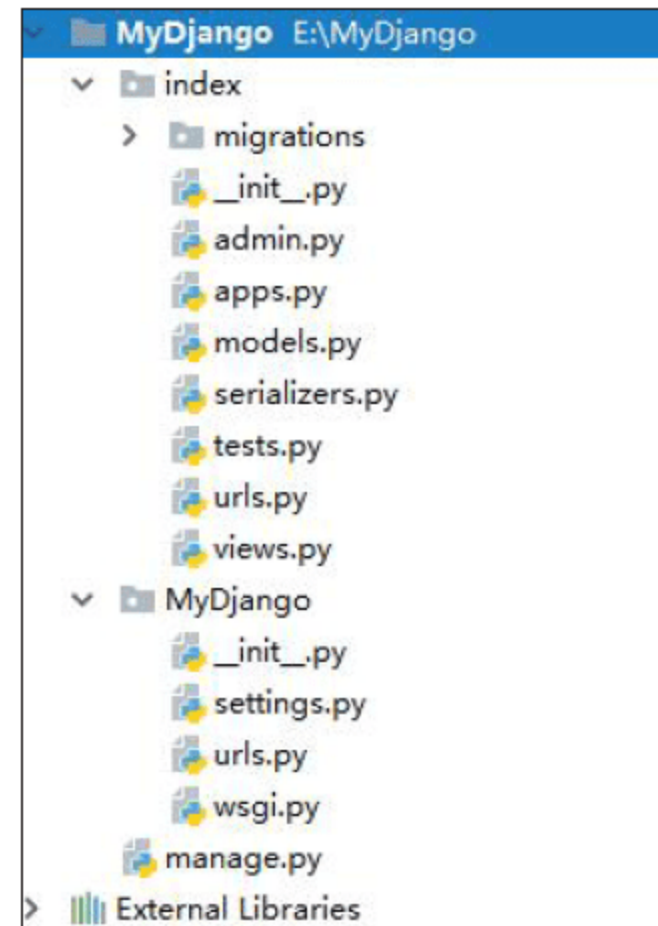 MyDjango E:\MyDjango
index
migrations
__init__.py
admin.py
apps.py
models.py
serializers.py
tests.py
urls.py
views.py
MyDjango
__init__.py
settings.py
urls.py
wsgi.py
manage.py
External Libraries